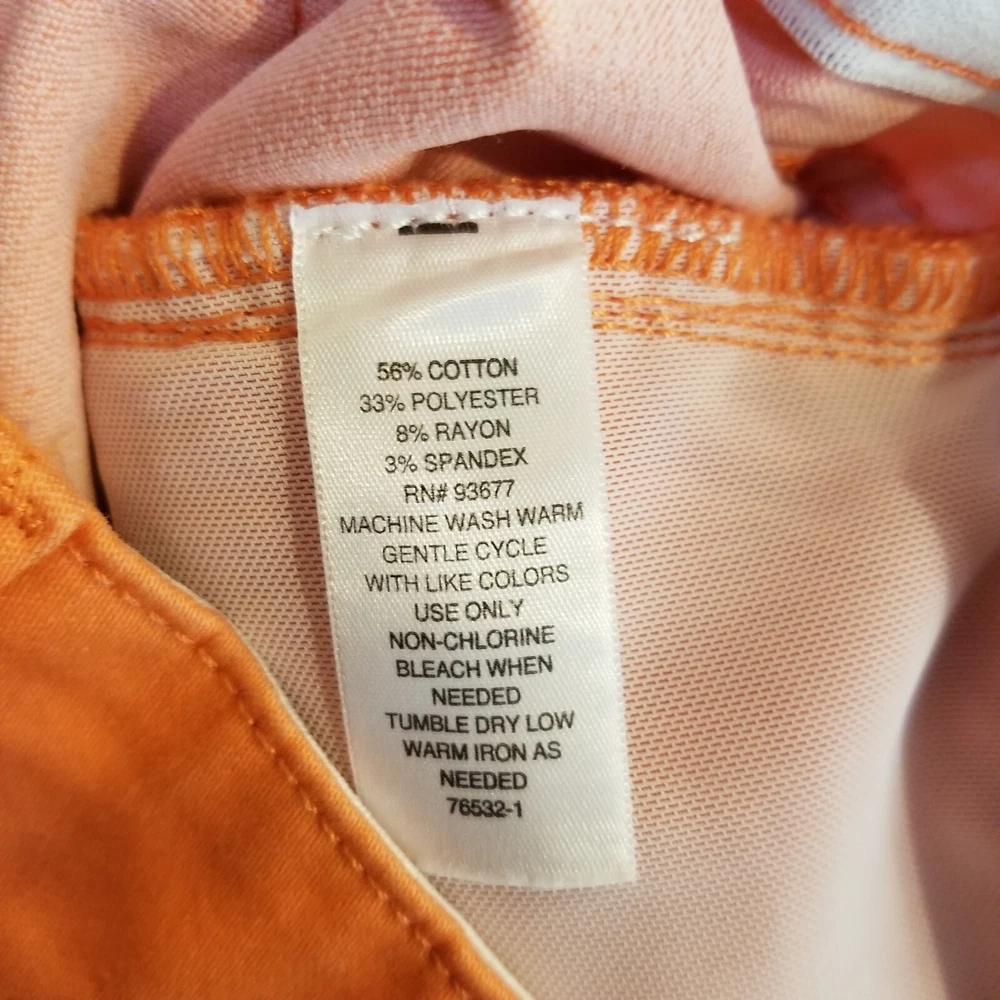 56% COTTON
33% POLYESTER
8% RAYON
3% SPANDEX
RN# 93677
MACHINE WASH WARM
GENTLE CYCLE
WITH LIKE COLORS
USE ONLY
NON-CHLORINE
BLEACH WHEN
NEEDED
TUMBLE DRY LOW
WARM IRON AS
NEEDED
76532-1